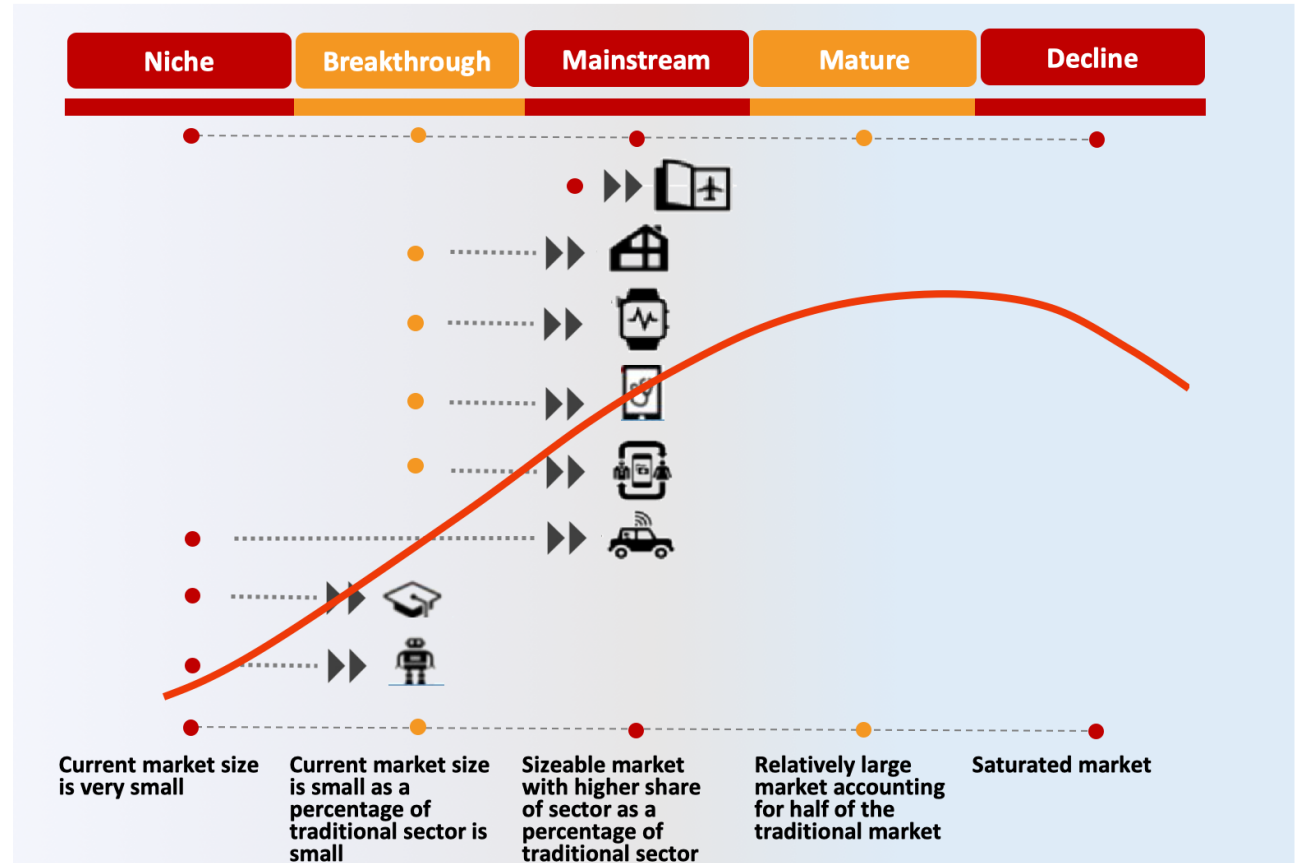 Niche
Breakthrough
Mainstream
Mature
Decline
Current market size
is very small
Current market size
is small as a
percentage of
traditional sector is
small
Sizeable market
with higher share
of sector as a
percentage of
traditional sector
Relatively large
market accounting
for half of the
traditional market
Saturated market